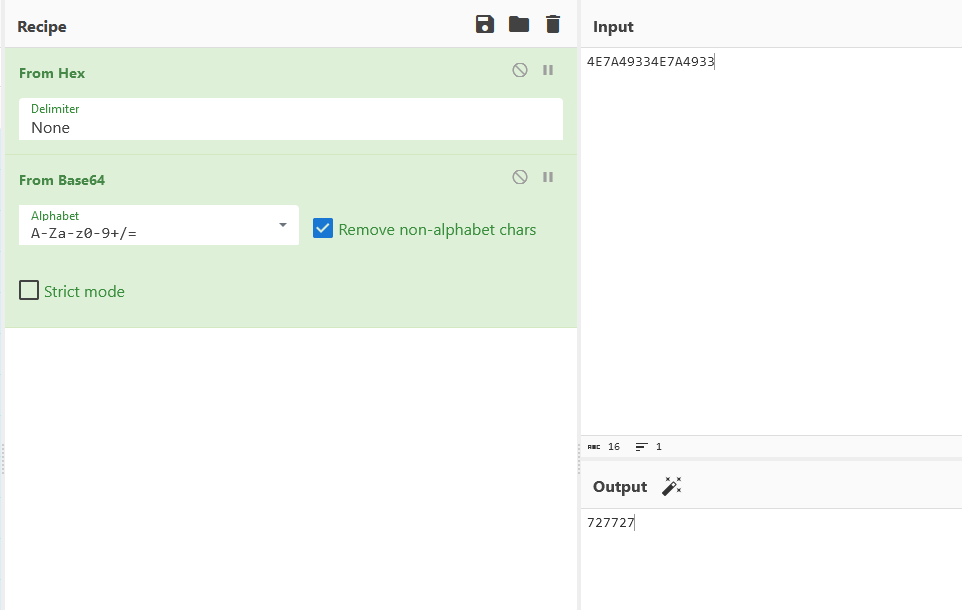 Recipe
From Hex
Delimiter
None
From Base64
Alphabet
A-Za-z0-9+/=
Remove non-alphabet chars
Strict mode
Input
4E7A49334E7A4933
ABC 16 1
Output
727727